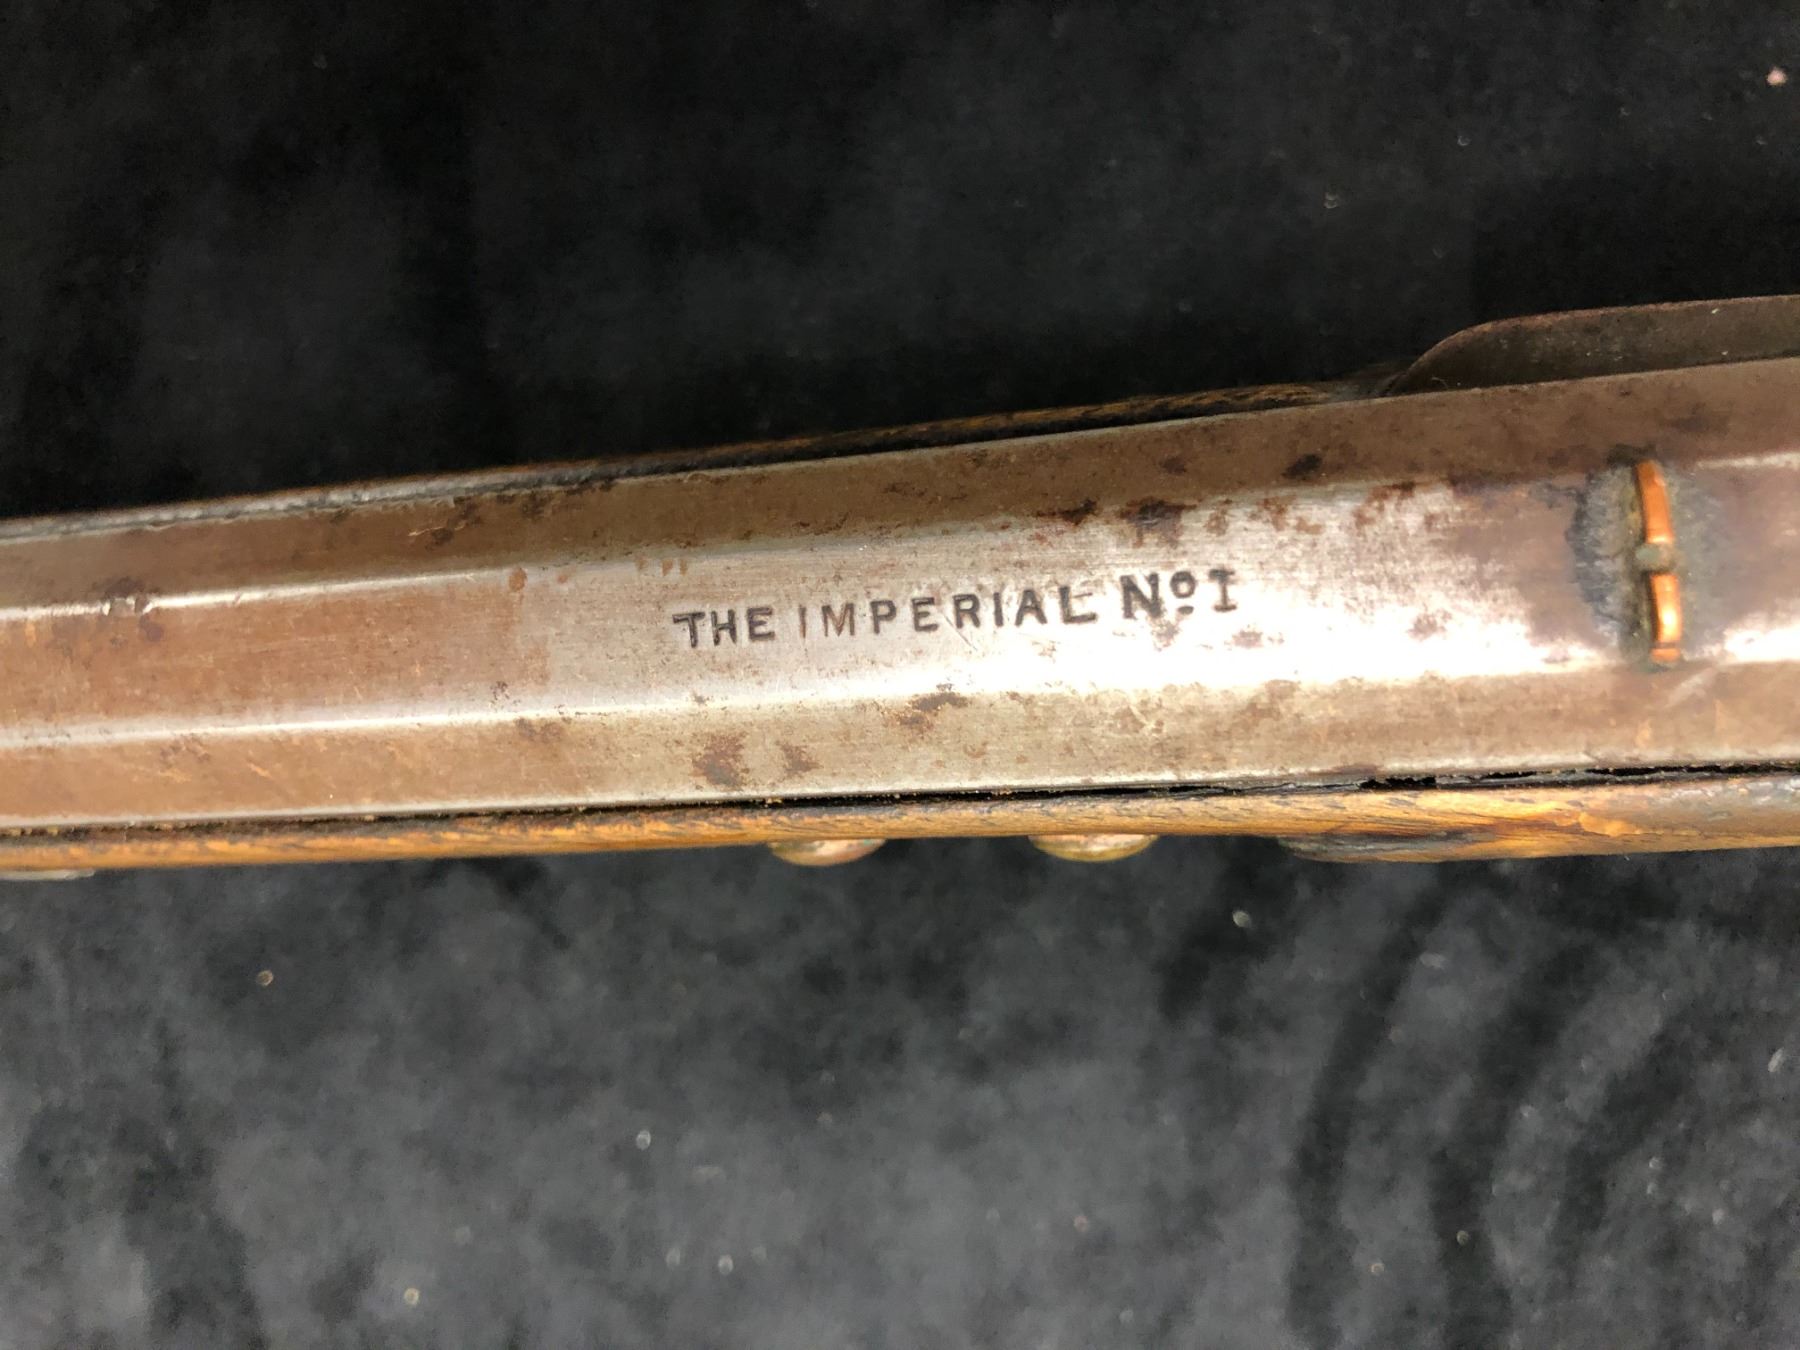 THE IMPERIAL No I